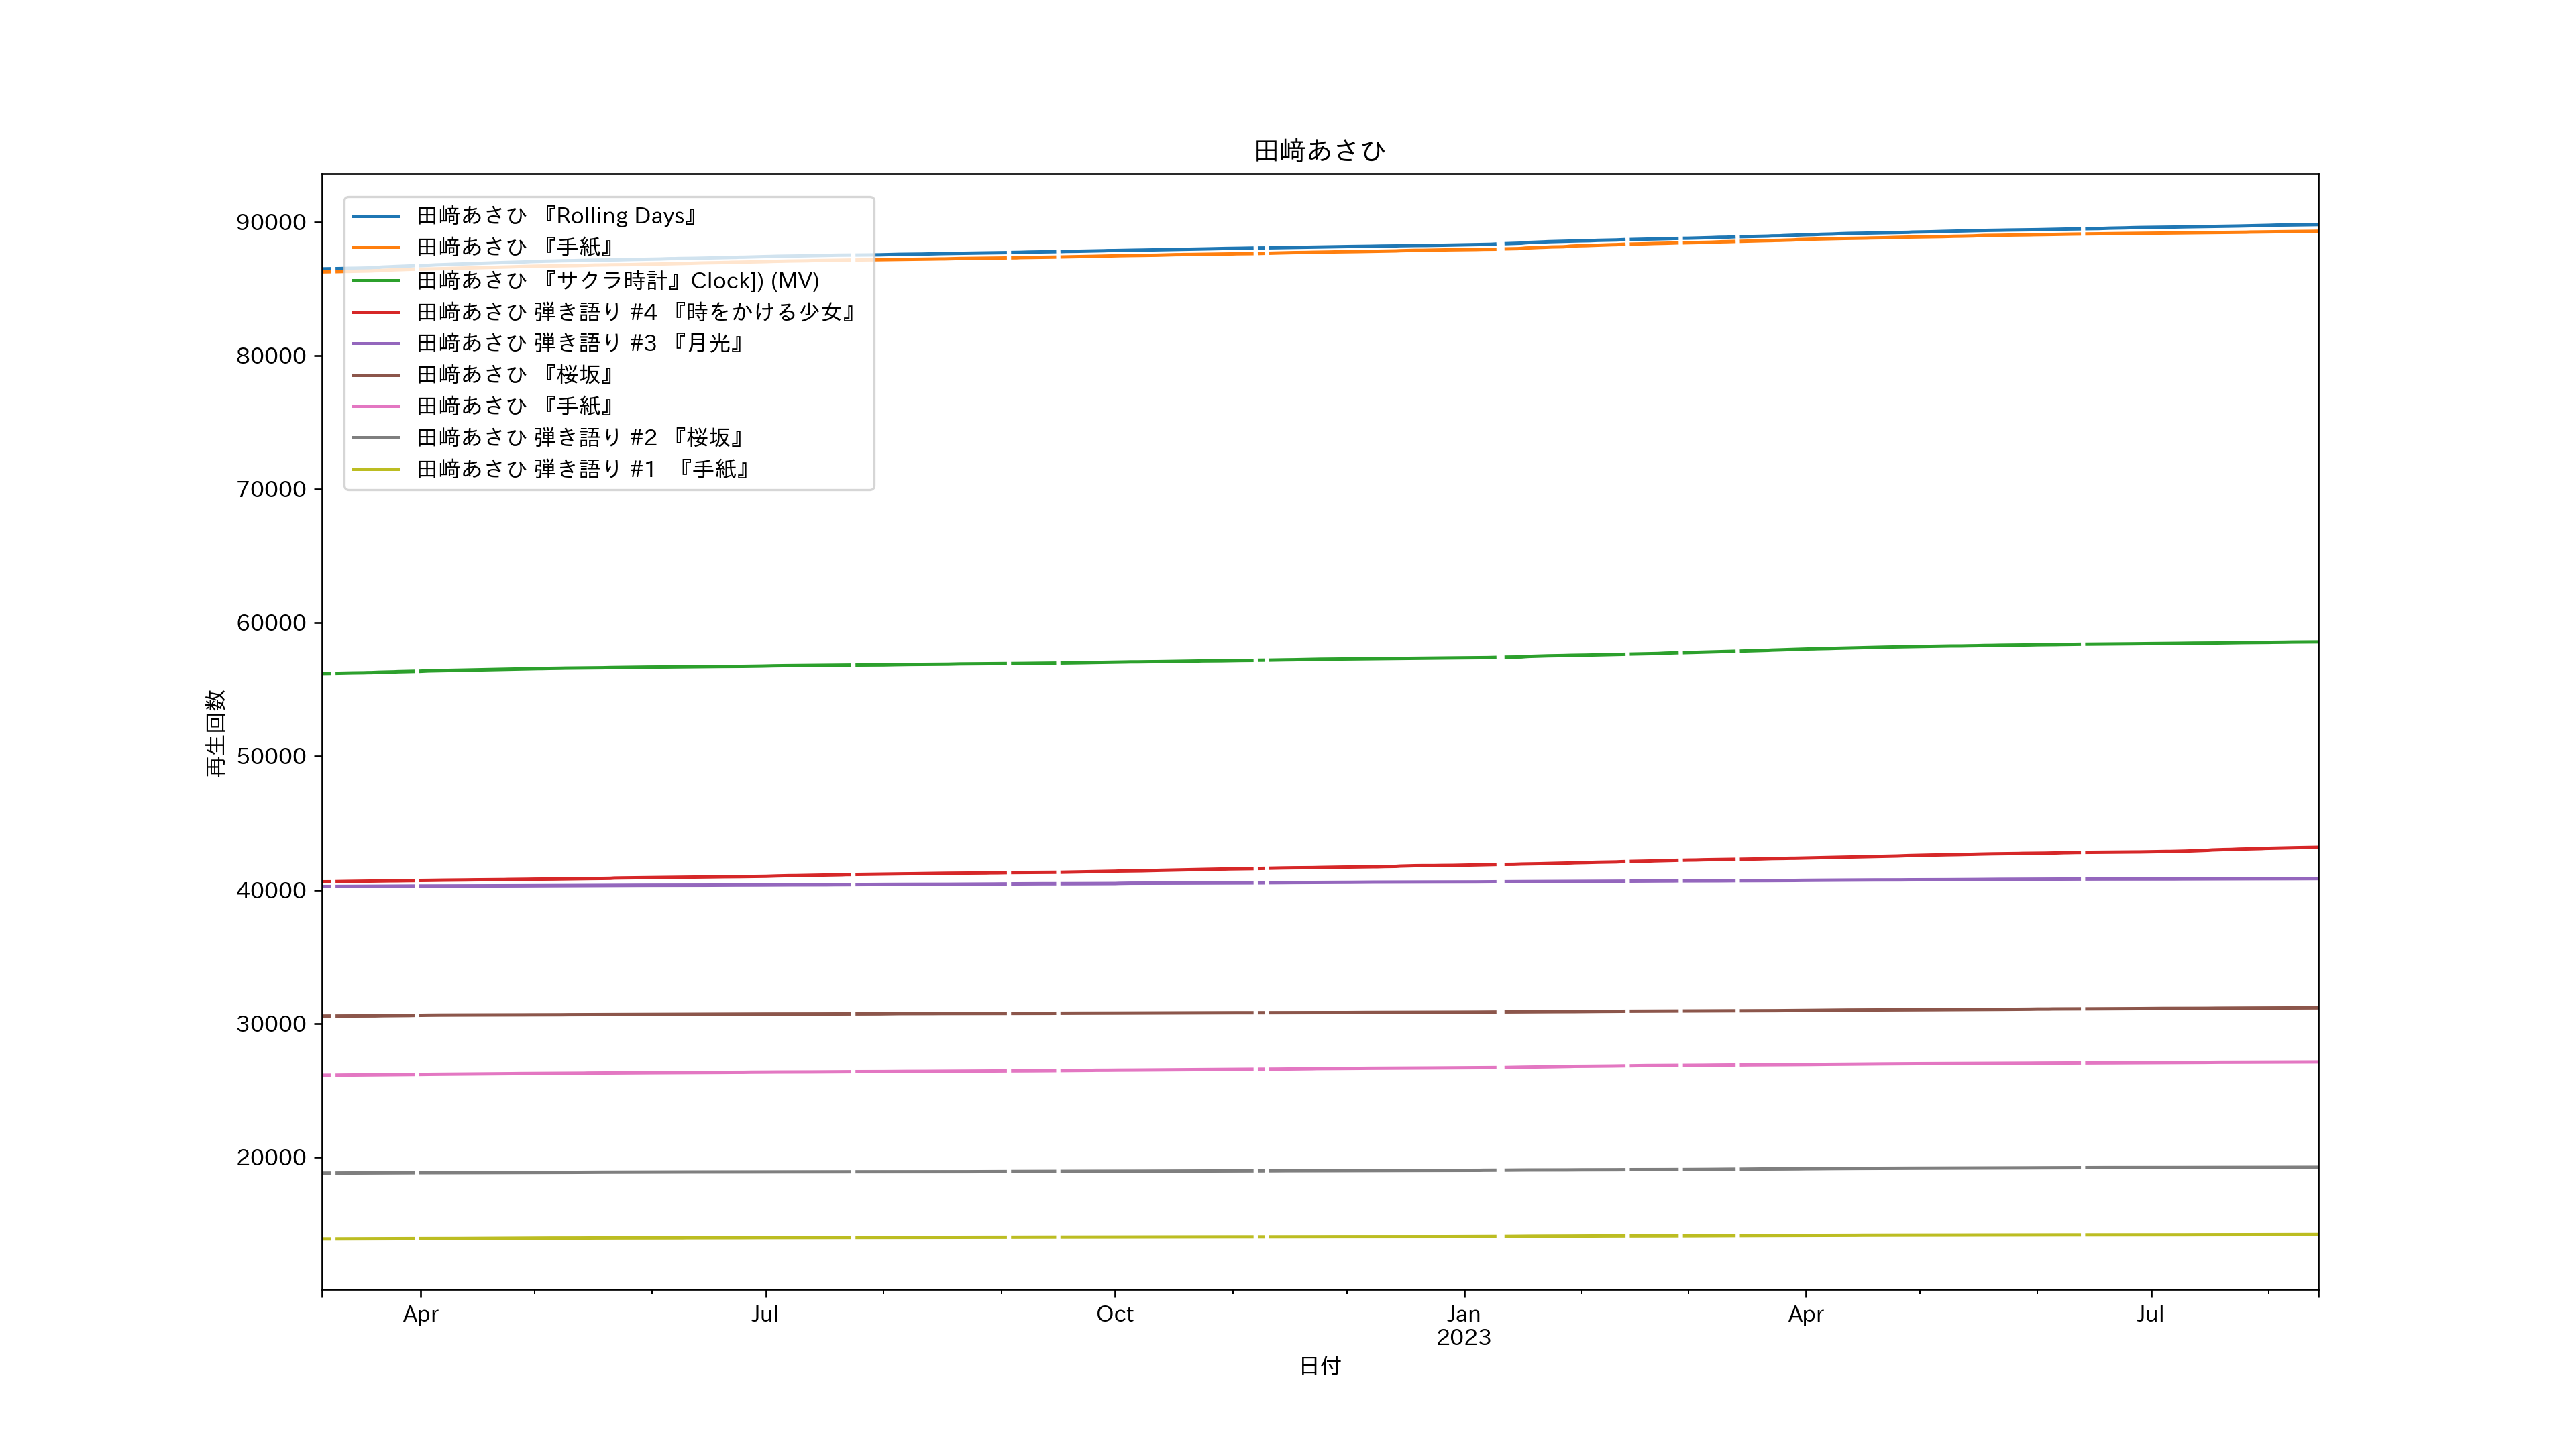 田﨑あさひ
90000
80000
70000
60000
50000
40000
30000
20000
再生回数
田﨑あさひ 『Rolling Days』
田﨑あさひ 『手紙』
田﨑あさひ 『サクラ時計』Clock]) (MV)
田﨑あさひ 弾き語り #4 『時をかける少女』
田﨑あさひ 弾き語り #3 『月光』
田﨑あさひ 『桜坂』
田﨑あさひ 『手紙』
田﨑あさひ 弾き語り #2 『桜坂』
田﨑あさひ 弾き語り #1 『手紙』
Apr Jul Oct Jan Apr Jul
2023
日付